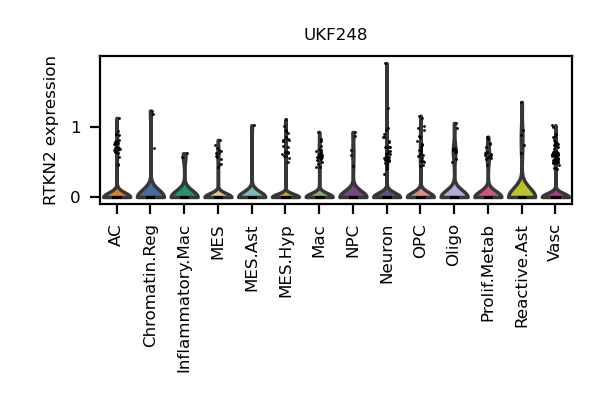 UKF248
RTKN2 expression
1
0
AC
Chromatin.Reg
Inflammatory.Mac
MES
MES.Ast
MES.Hyp
Mac
NPC
Neuron
OPC
Oligo
Prolif.Metab
Reactive.Ast
Vasc